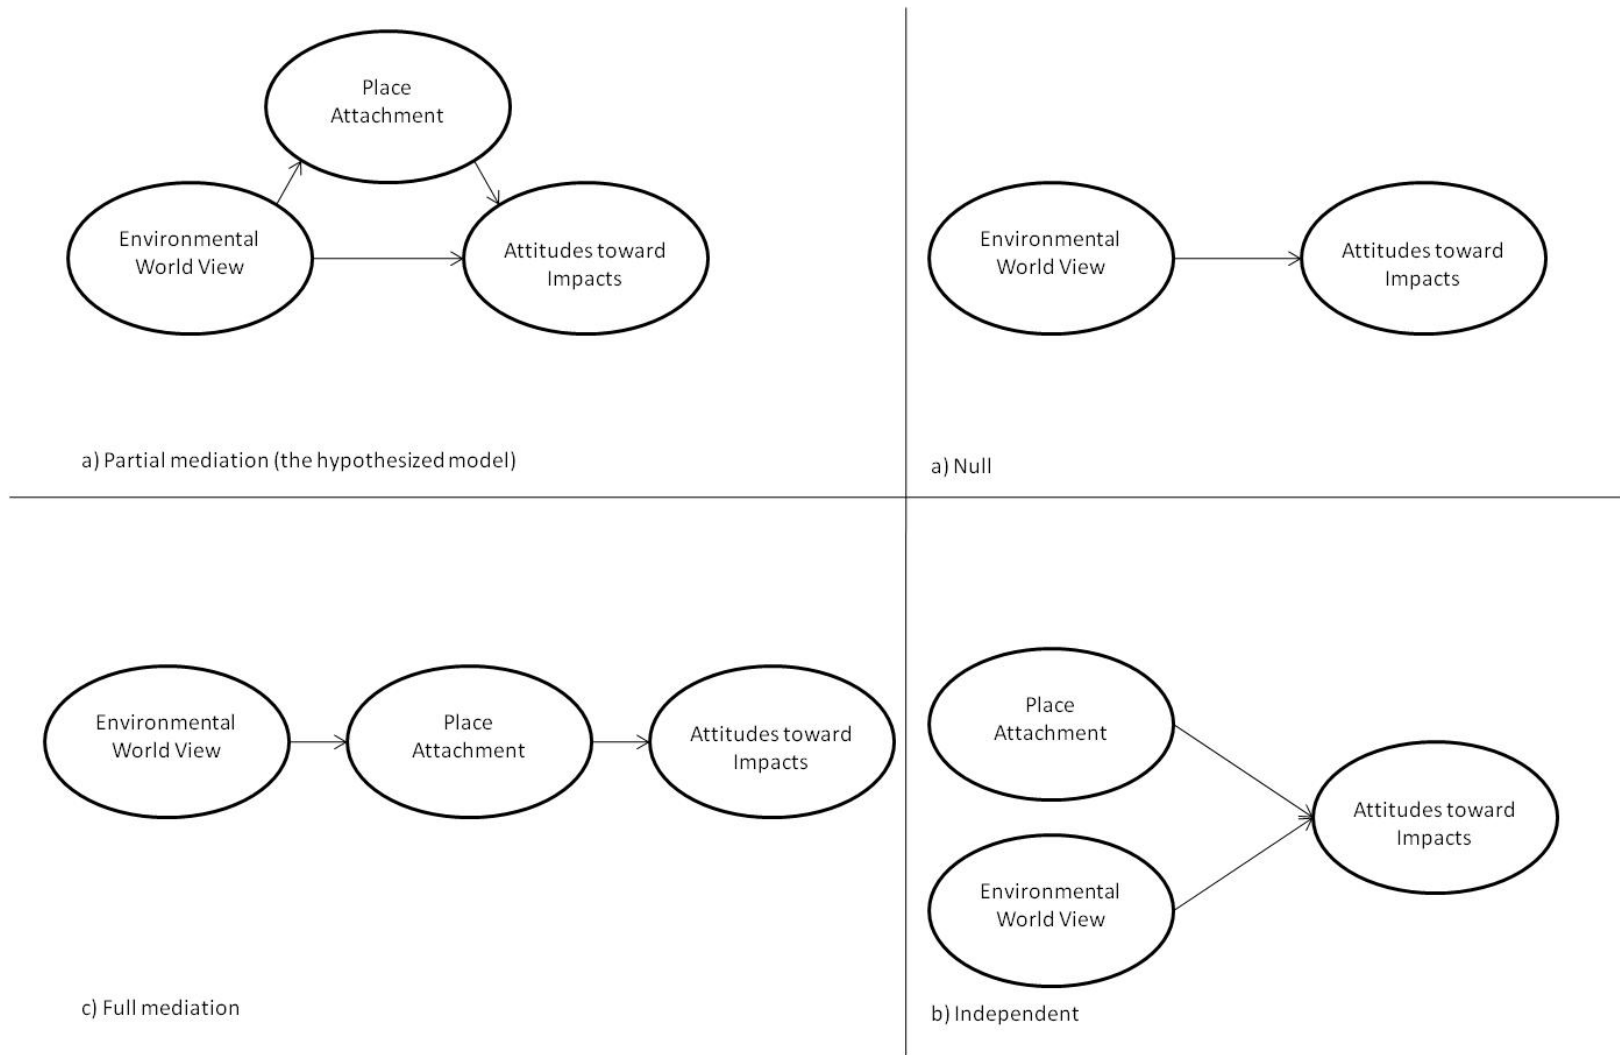 Place
Attachment
Environmental
World View
Attitudes toward
Impacts
a) Partial mediation (the hypothesized model)
Environmental
World View
Attitudes toward
Impacts
a) Null
Environmental
World View
Place
Attachment
Attitudes toward
Impacts
c) Full mediation
Place
Attachment
Environmental
World View
Attitudes toward
Impacts
b) Independent